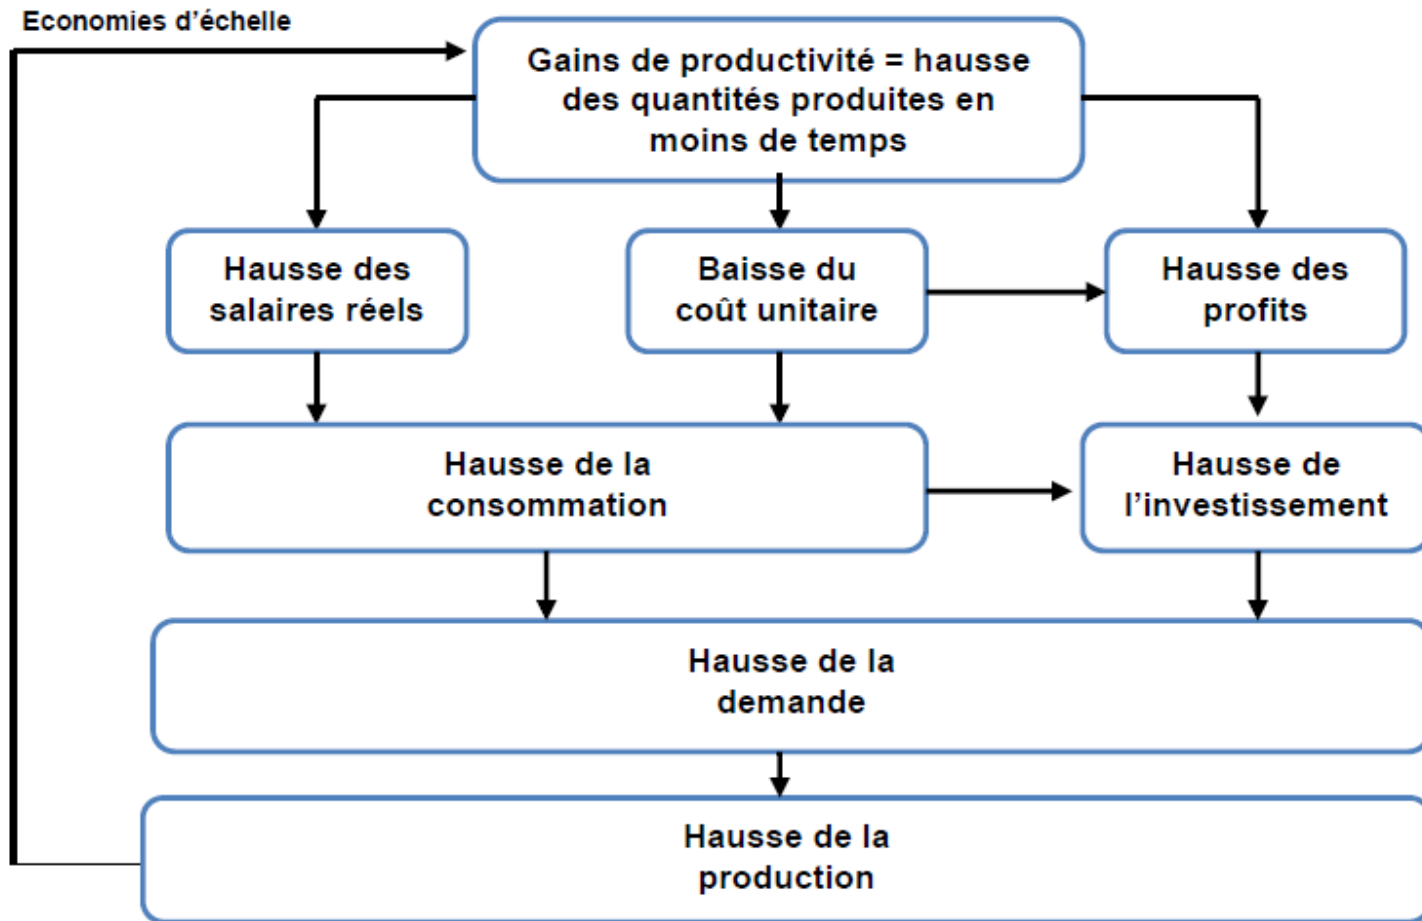 Economies d'échelle
Gains de productivité = hausse
des quantités produites en
moins de temps
Hausse des
salaires réels
Baisse du
coût unitaire
Hausse des
profits
Hausse de la
consommation
Hausse de
l'investissement
Hausse de la
demande
Hausse de la
production